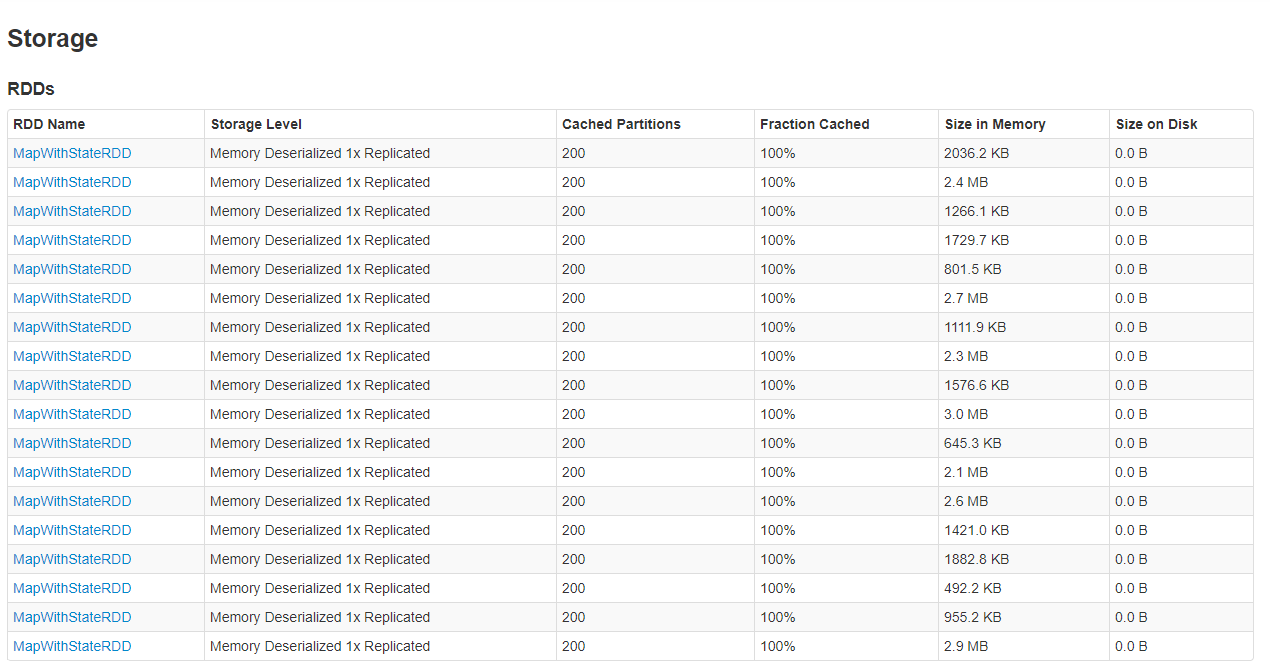 Storage
RDDs
RDD Name Storage Level Cached Partitions Fraction Cached Size in Memory Size on Disk
MapWithStateRDD Memory Deserialized 1x Replicated 200 100% 2036.2 KB 0.0 B
MapWithStateRDD Memory Deserialized 1x Replicated 200 100% 2.4 MB 0.0 B
MapWithStateRDD Memory Deserialized 1x Replicated 200 100% 1266.1 KB 0.0 B
MapWithStateRDD Memory Deserialized 1x Replicated 200 100% 1729.7 KB 0.0 B
MapWithStateRDD Memory Deserialized 1x Replicated 200 100% 801.5 KB 0.0 B
MapWithStateRDD Memory Deserialized 1x Replicated 200 100% 2.7 MB 0.0 B
MapWithStateRDD Memory Deserialized 1x Replicated 200 100% 1111.9 KB 0.0 B
MapWithStateRDD Memory Deserialized 1x Replicated 200 100% 2.3 MB 0.0 B
MapWithStateRDD Memory Deserialized 1x Replicated 200 100% 1576.6 KB 0.0 B
MapWithStateRDD Memory Deserialized 1x Replicated 200 100% 3.0 MB 0.0 B
MapWithStateRDD Memory Deserialized 1x Replicated 200 100% 645.3 KB 0.0 B
MapWithStateRDD Memory Deserialized 1x Replicated 200 100% 2.1 MB 0.0 B
MapWithStateRDD Memory Deserialized 1x Replicated 200 100% 2.6 MB 0.0 B
MapWithStateRDD Memory Deserialized 1x Replicated 200 100% 1421.0 KB 0.0 B
MapWithStateRDD Memory Deserialized 1x Replicated 200 100% 1882.8 KB 0.0 B
MapWithStateRDD Memory Deserialized 1x Replicated 200 100% 492.2 KB 0.0 B
MapWithStateRDD Memory Deserialized 1x Replicated 200 100% 955.2 KB 0.0 B
MapWithStateRDD Memory Deserialized 1x Replicated 200 100% 2.9 MB 0.0 B